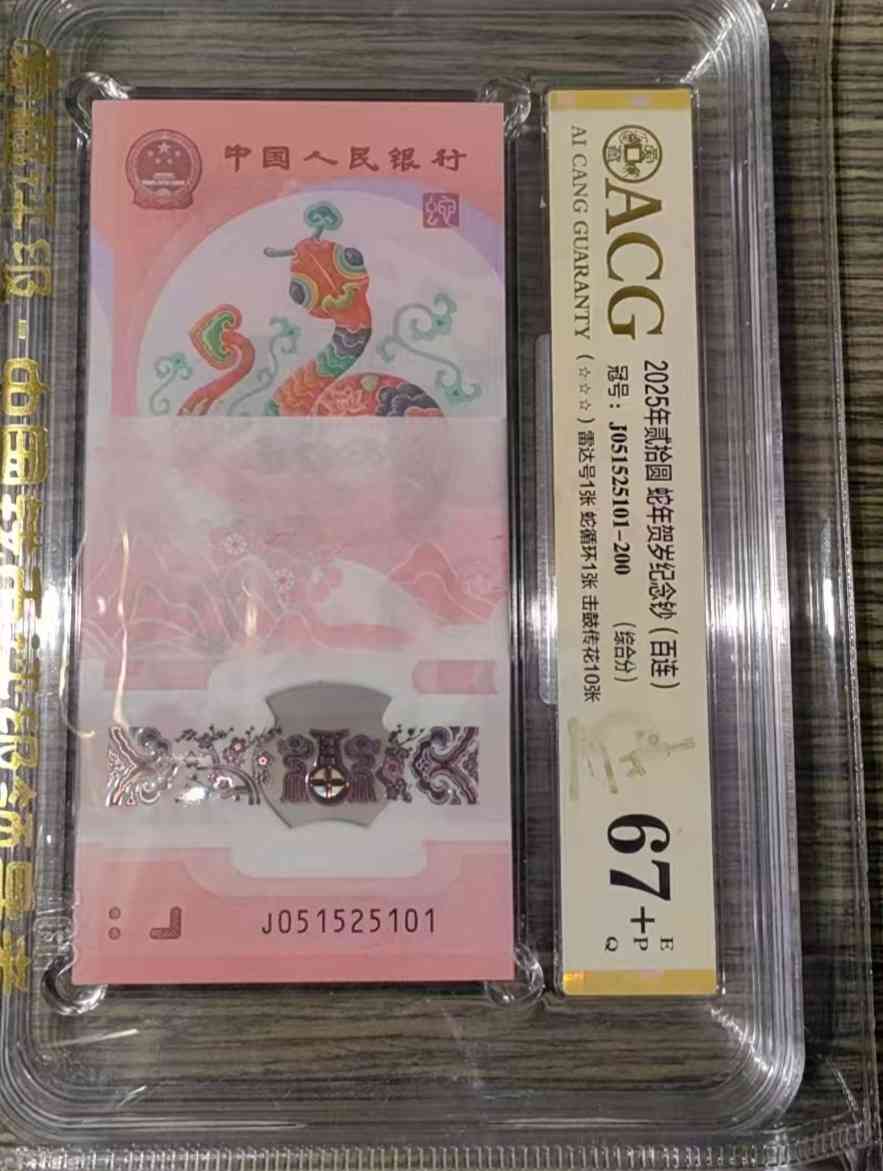 中国人民银行
蛇
J051525101
ACG
AI CANG GUARANTY
2025年贰拾圆 蛇年贺岁纪念钞（百连）
冠号：J051525101-200 （综合分）
（☆☆☆）雷达号1张 蛇循环1张 击鼓传花10张
67+
E
P
Q